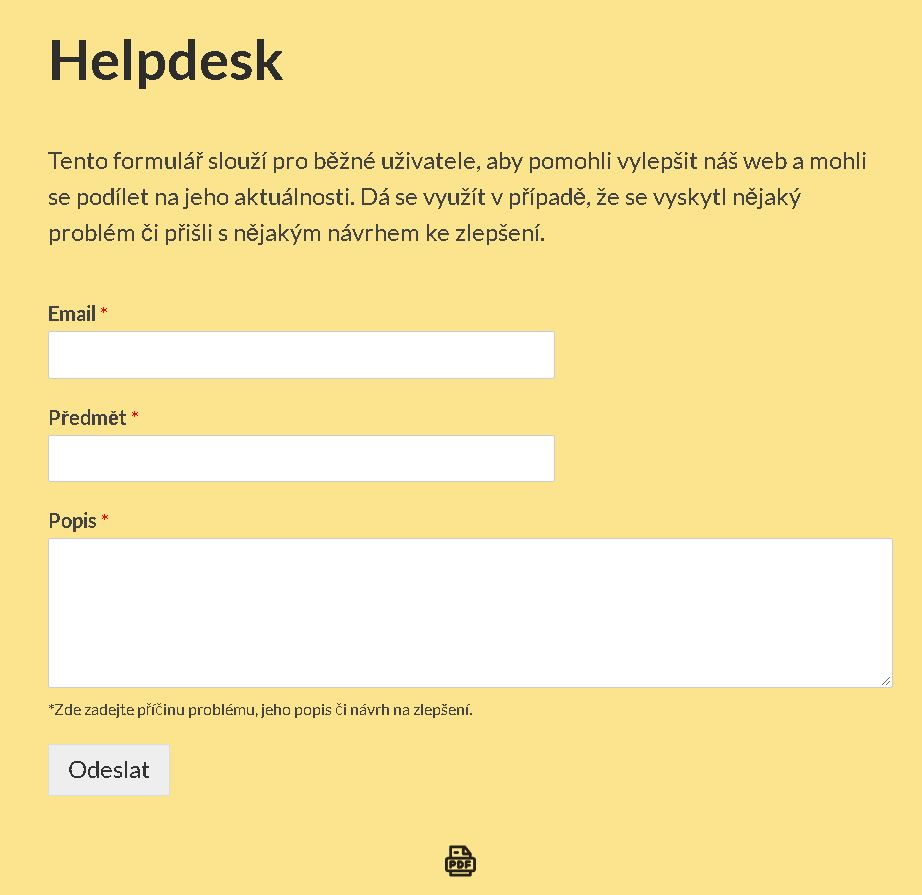 Helpdesk
Tento formulář slouží pro běžné uživatele, aby pomohli vylepšit náš web a mohli
se podílet na jeho aktuálnosti. Dá se využít v případě, že se vyskytl nějaký
problém či přišli s nějakým návrhem ke zlepšení.
Email *
Předmět *
Popis *
*Zde zadejte příčinu problému, jeho popis či návrh na zlepšení.
Odeslat
PDF